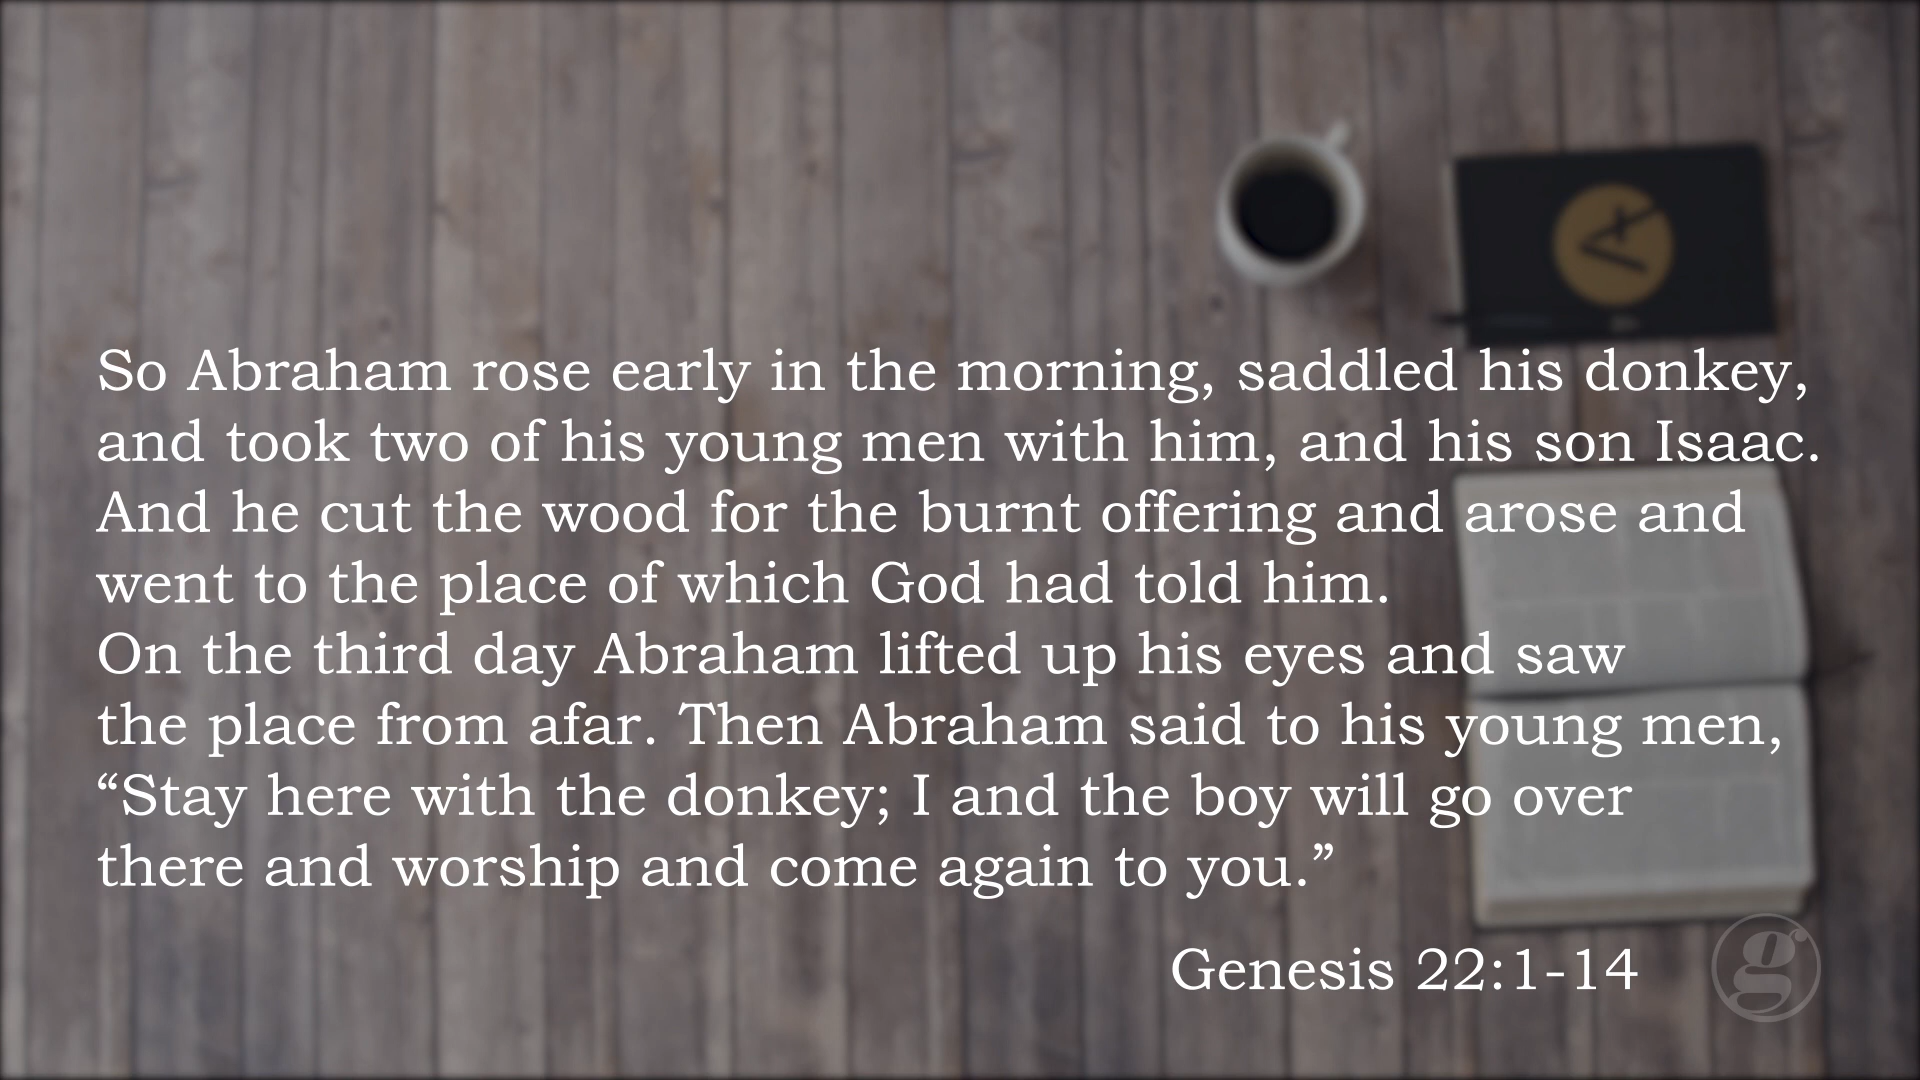 So Abraham rose early in the morning, saddled his donkey,
and took two of his young men with him, and his son Isaac.
And he cut the wood for the burnt offering and arose and
went to the place of which God had told him.
On the third day Abraham lifted up his eyes and saw
the place from afar. Then Abraham said to his young men,
“Stay here with the donkey; I and the boy will go over
there and worship and come again to you.”
Genesis 22:1-14
g